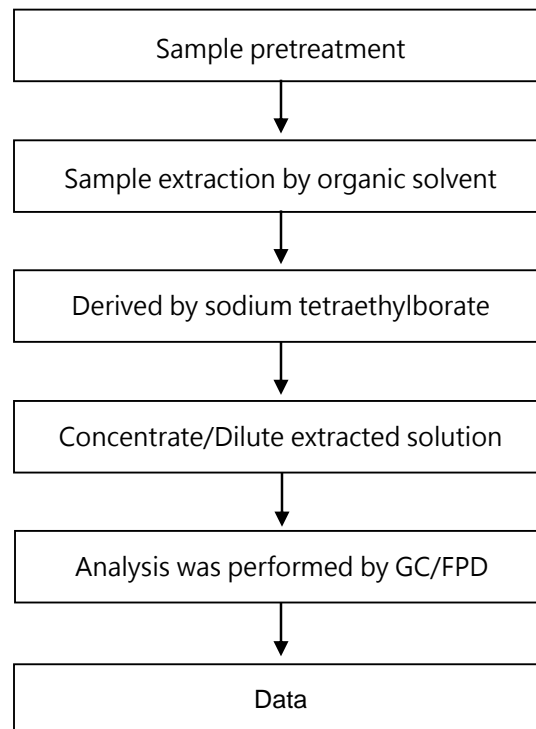 Sample pretreatment
Sample extraction by organic solvent
Derived by sodium tetraethylborate
Concentrate/Dilute extracted solution
Analysis was performed by GC/FPD
Data